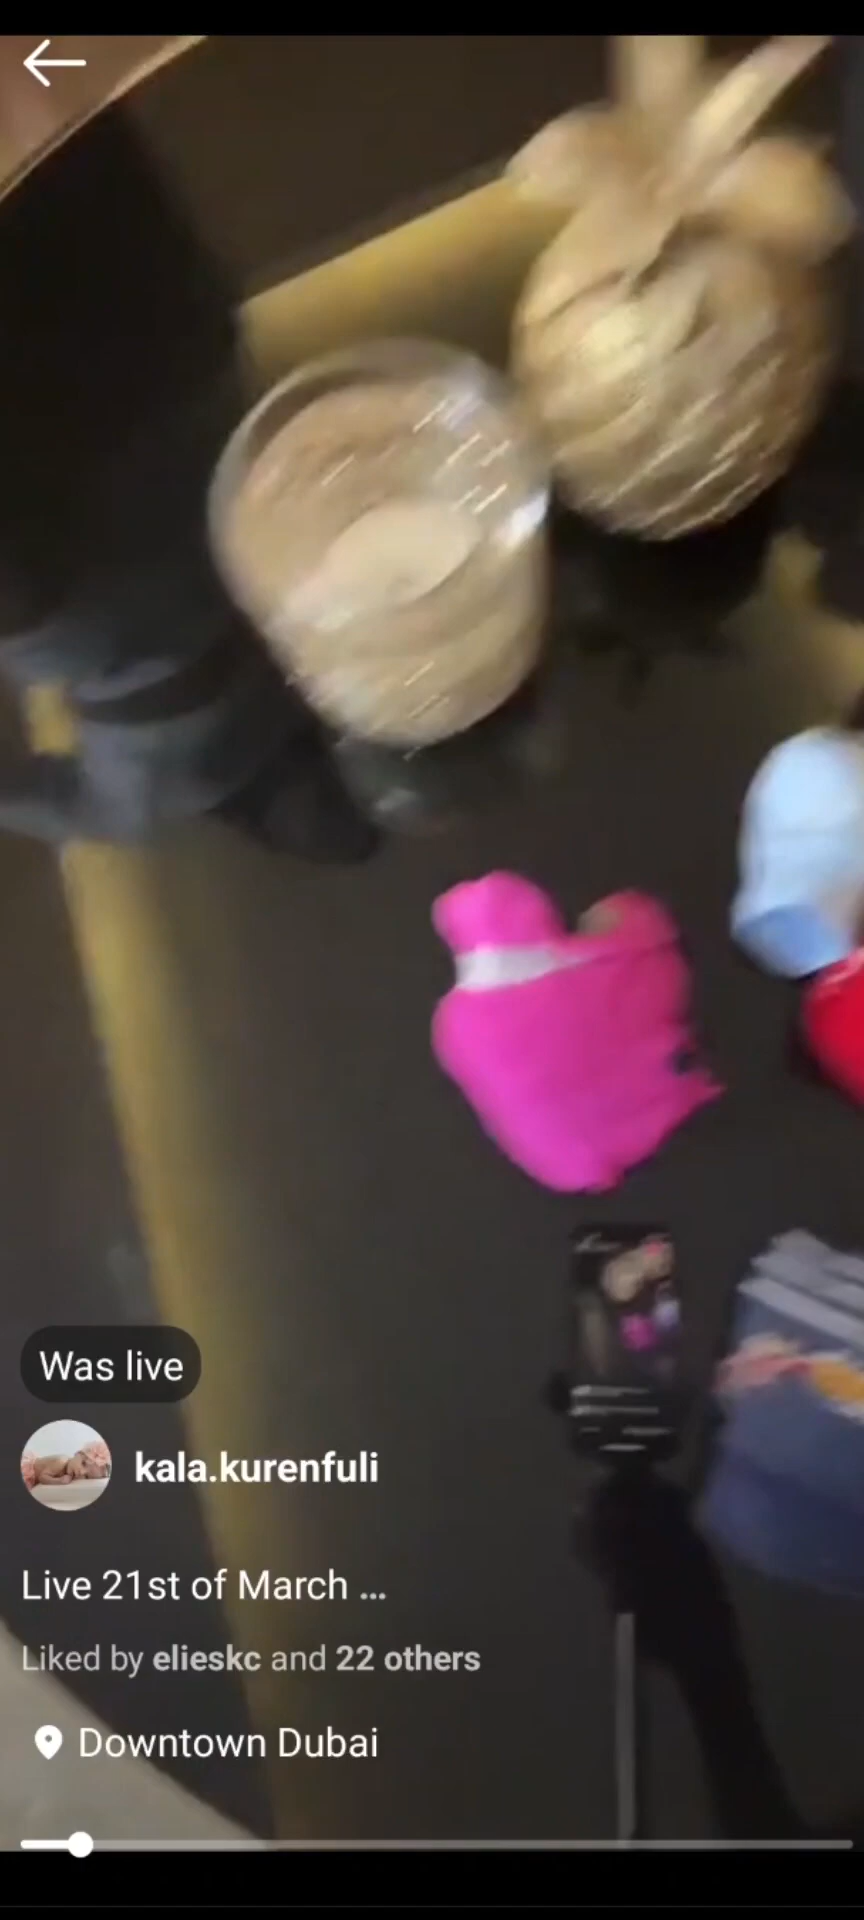 Was live
kala.kurenfuli
Live 21st of March ...
Liked by elieskc and 22 others
Downtown Dubai